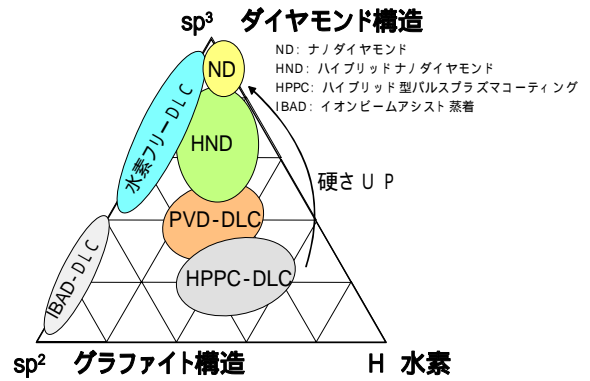 sp³ ダイヤモンド構造
ND: ナノダイヤモンド
HND: ハイブリッドナノダイヤモンド
HPPC: ハイブリッド型パルスプラズマコーティング
IBAD: イオンビームアシスト蒸着
ND
水素フリーDLC
HND
硬さUP
PVD-DLC
IBAD-DLC
HPPC-DLC
sp² グラファイト構造
H 水素